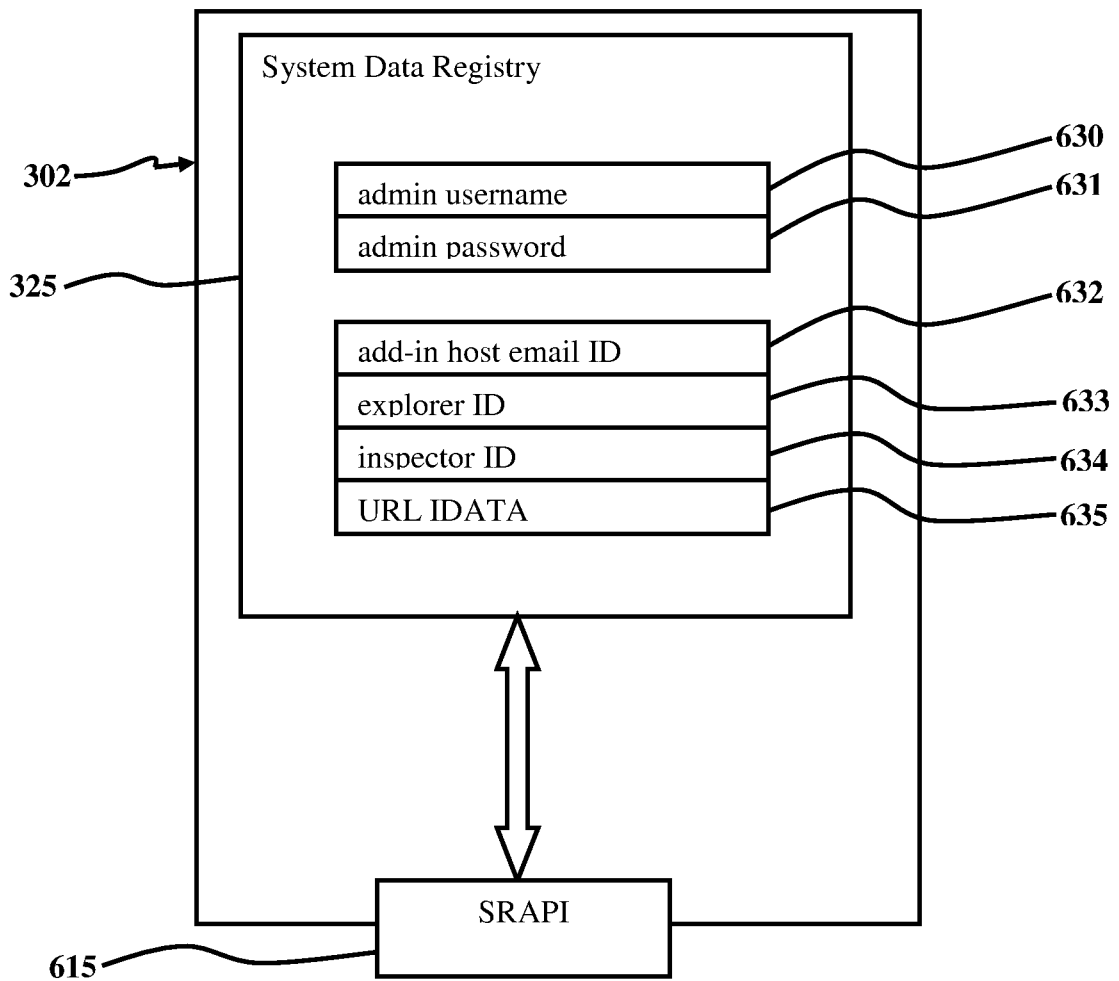 System Data Registry
630
302
admin username
631
admin password
325
632
add-in host email ID
explorer ID
633
inspector ID
634
URL IDATA
635
SRAPI
615